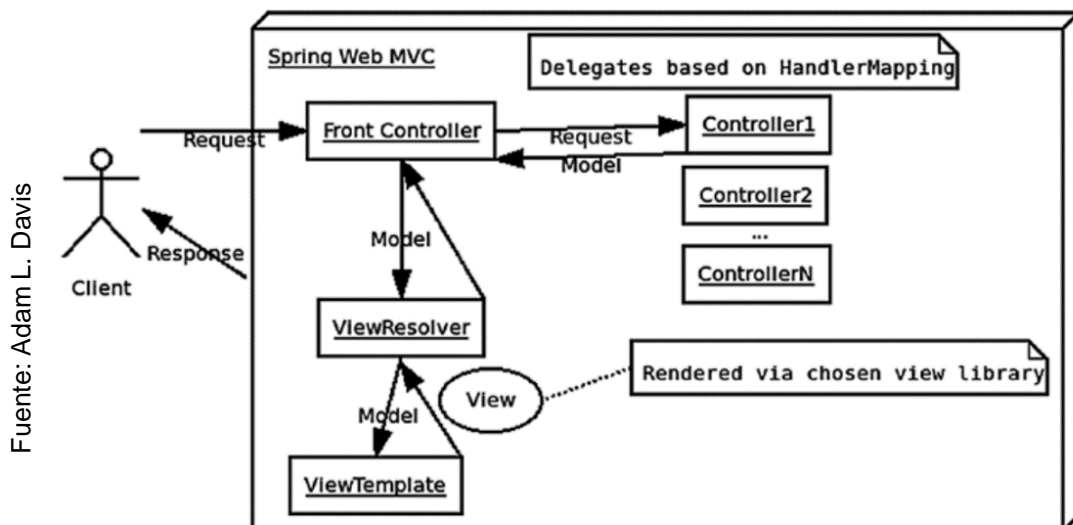 Spring Web MVC
Delegates based on HandlerMapping
Request
Front Controller
Request
Model
Controller1
Controller2
...
ControllerN
Client
Response
Model
ViewResolver
View
Rendered via chosen view library
Model
ViewTemplate
Fuente: Adam L. Davis